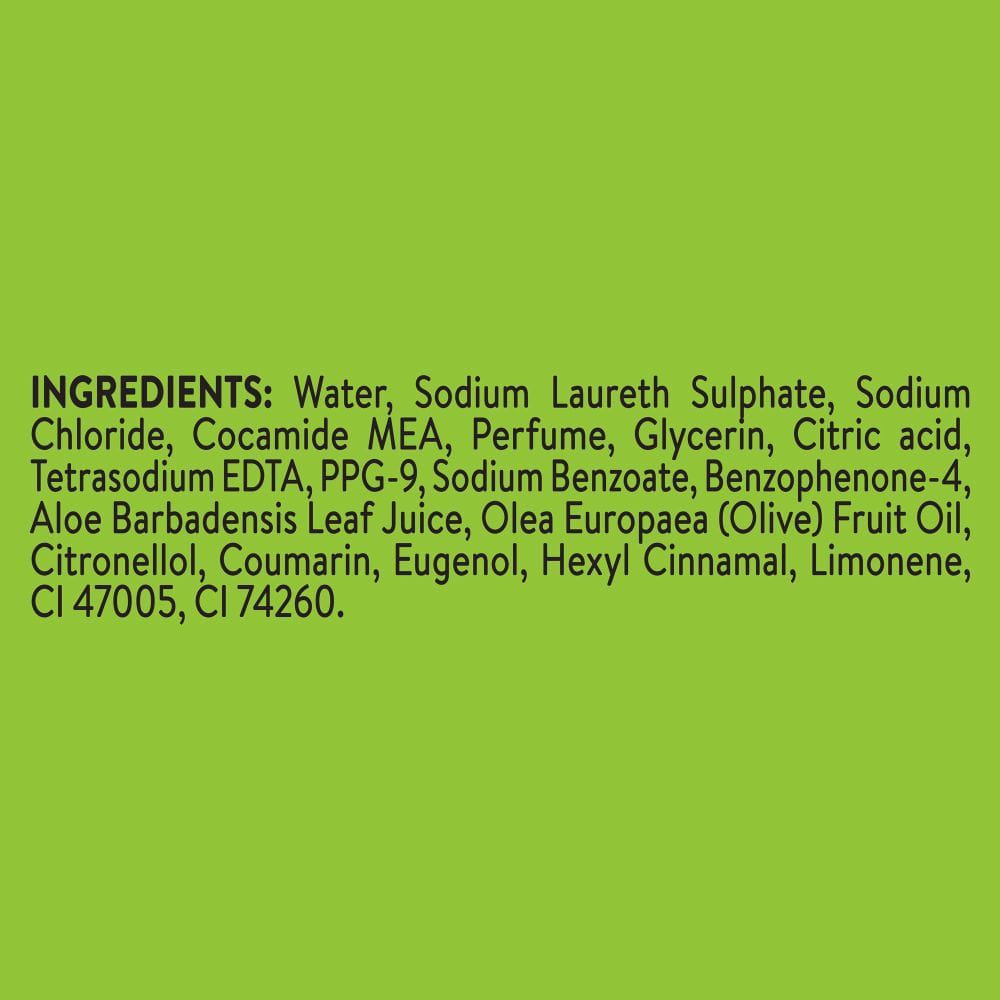 INGREDIENTS: Water, Sodium Laureth Sulphate, Sodium
Chloride, Cocamide MEA, Perfume, Glycerin, Citric acid,
Tetrasodium EDTA, PPG-9, Sodium Benzoate, Benzophenone-4,
Aloe Barbadensis Leaf Juice, Olea Europaea (Olive) Fruit Oil,
Citronellol, Coumarin, Eugenol, Hexyl Cinnamal, Limonene,
CI 47005, CI 74260.